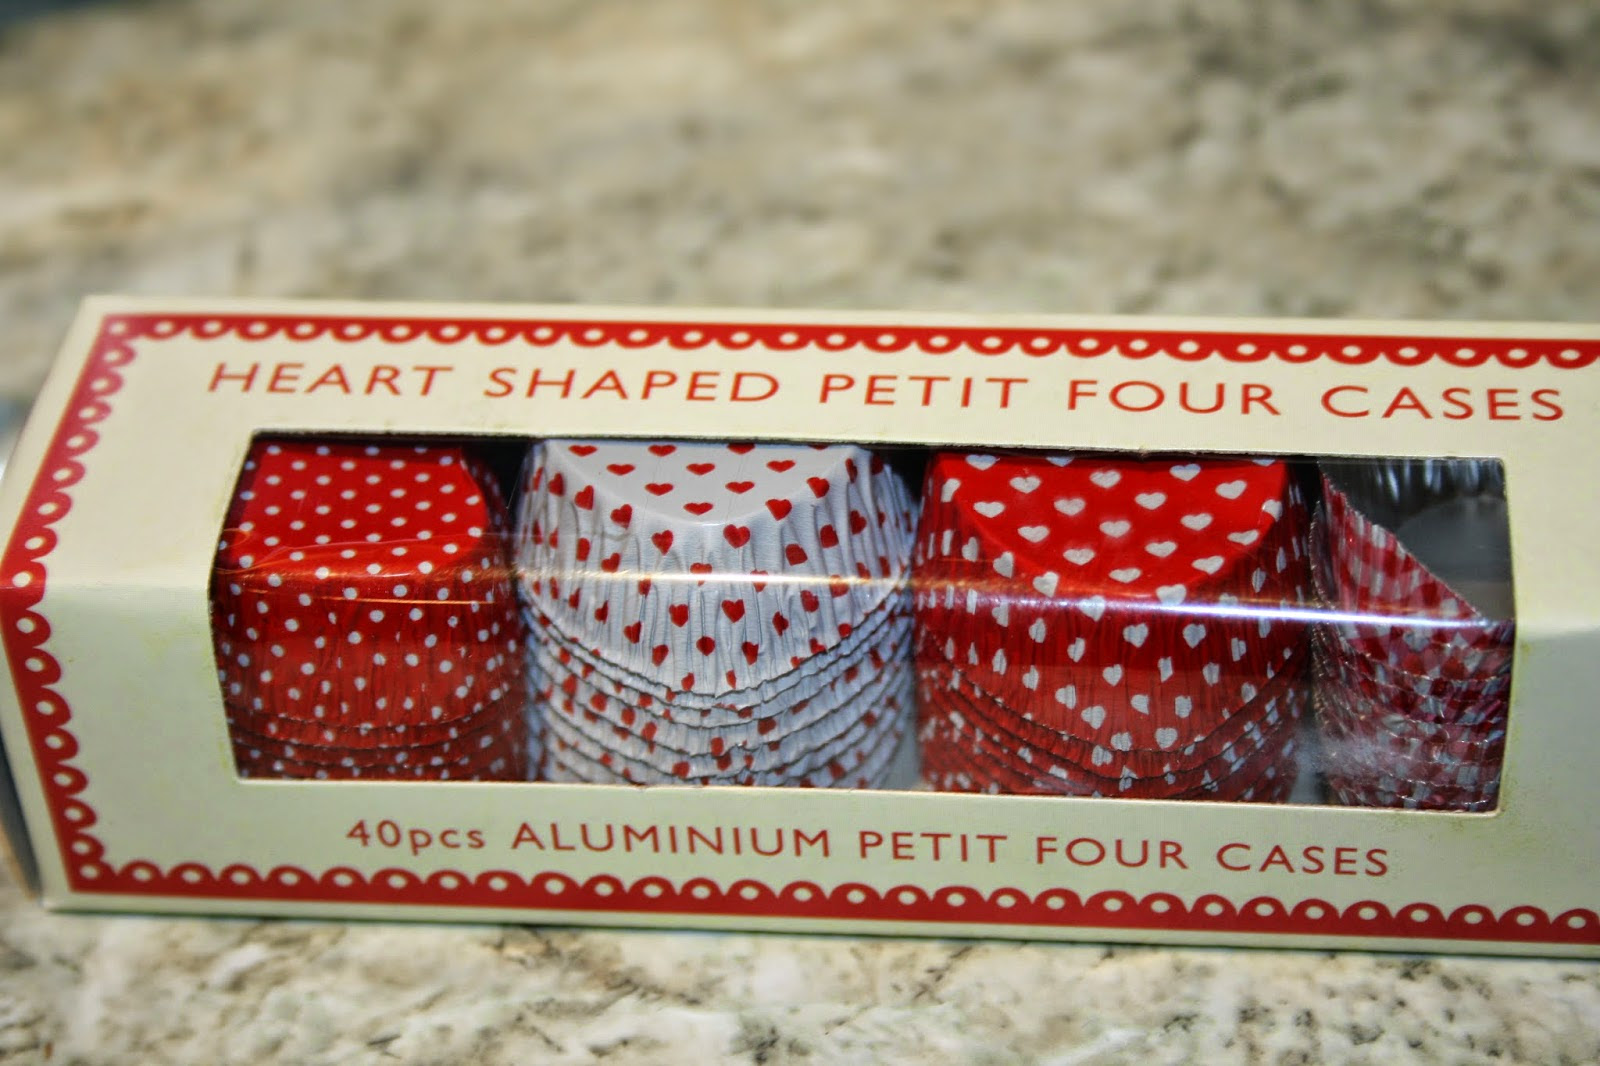 HEART SHAPED PETIT FOUR CASES
40pcs ALUMINIUM PETIT FOUR CASES